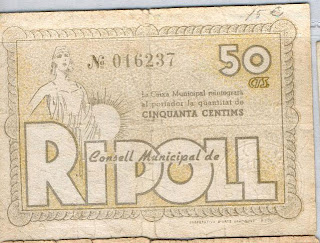 15 €
№ 016237
50
CTS.
La Caixa Municipal reintegrarà
al portador la quantitat de
CINQUANTA CENTIMS
Consell Municipal de
RIPOLL